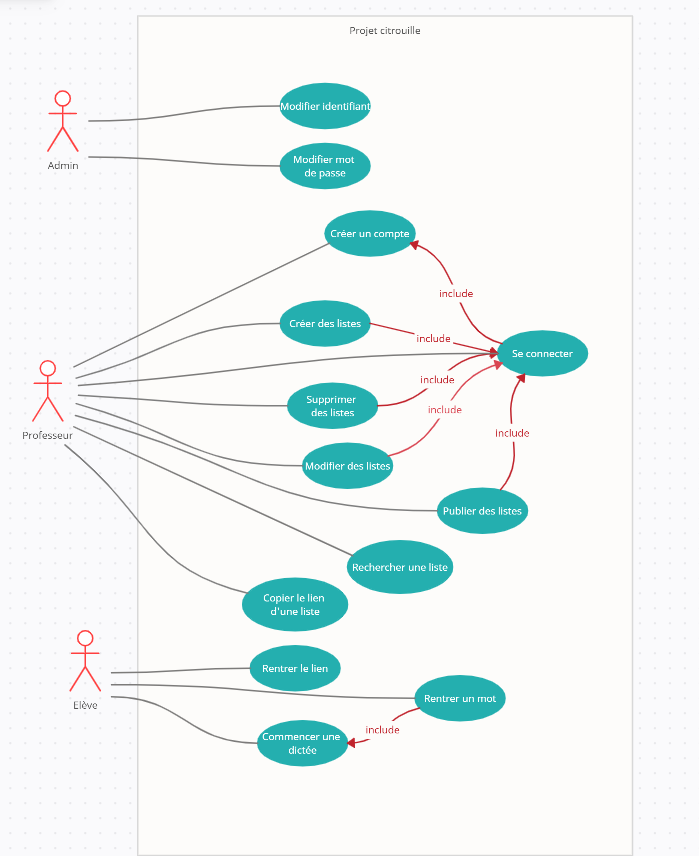 Projet citrouille
Modifier identifiant
Admin
Modifier mot
de passe
Créer un compte
include
Créer des listes
include
Se connecter
include
Supprimer
des listes
include
Professeur
include
Modifier des listes
Publier des listes
Rechercher une liste
Copier le lien
d'une liste
Rentrer le lien
Elève
Rentrer un mot
include
Commencer une
dictée